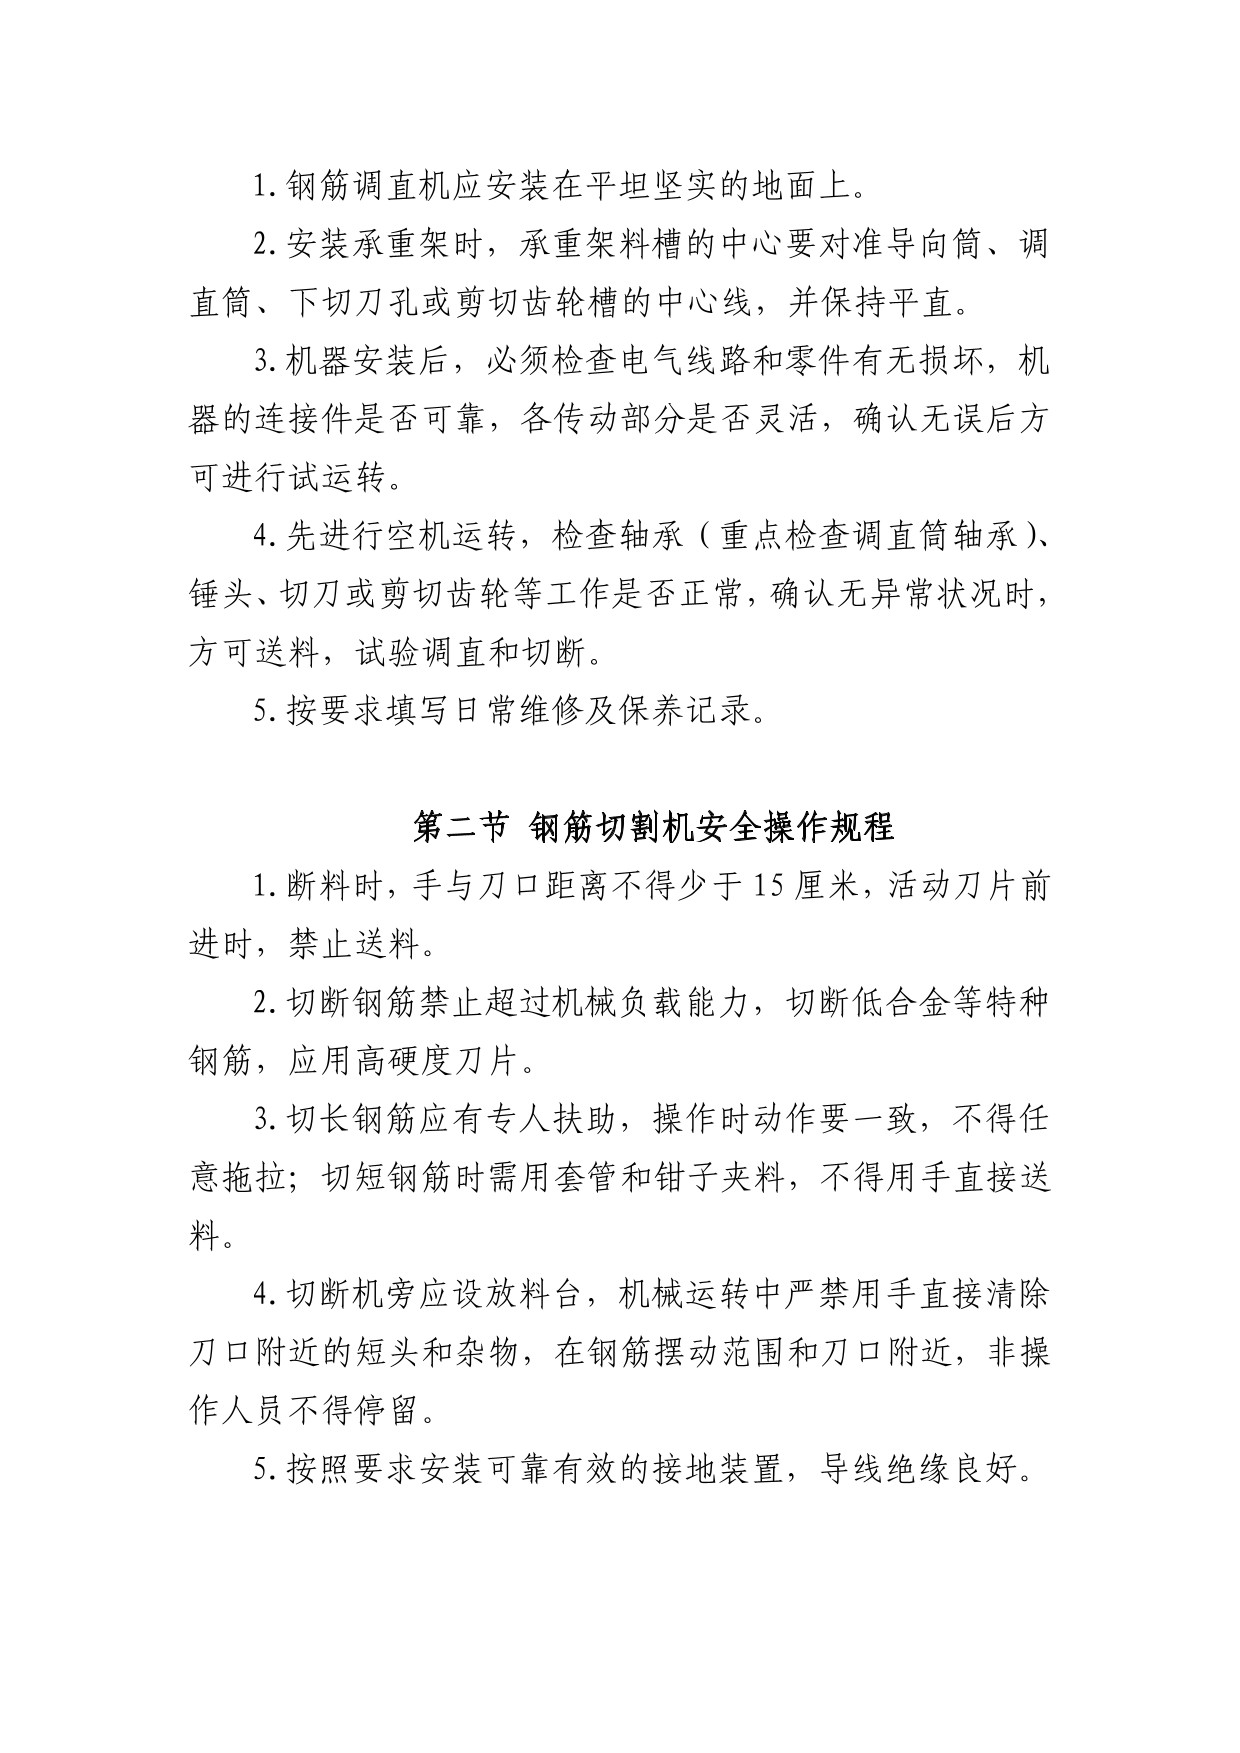 1.钢筋调直机应安装在平坦坚实的地面上。
2.安装承重架时，承重架料槽的中心要对准导向筒、调
直筒、下切刀孔或剪切齿轮槽的中心线，并保持平直。
3.机器安装后，必须检查电气线路和零件有无损坏，机
器的连接件是否可靠，各传动部分是否灵活，确认无误后方
可进行试运转。
4.先进行空机运转，检查轴承（重点检查调直筒轴承）、
锤头、切刀或剪切齿轮等工作是否正常，确认无异常状况时，
方可送料，试验调直和切断。
5.按要求填写日常维修及保养记录。
第二节 钢筋切割机安全操作规程
1.断料时，手与刀口距离不得少于 15 厘米，活动刀片前
进时，禁止送料。
2.切断钢筋禁止超过机械负载能力，切断低合金等特种
钢筋，应用高硬度刀片。
3.切长钢筋应有专人扶助，操作时动作要一致，不得任
意拖拉；切短钢筋时需用套管和钳子夹料，不得用手直接送
料。
4.切断机旁应设放料台，机械运转中严禁用手直接清除
刀口附近的短头和杂物，在钢筋摆动范围和刀口附近，非操
作人员不得停留。
5.按照要求安装可靠有效的接地装置，导线绝缘良好。